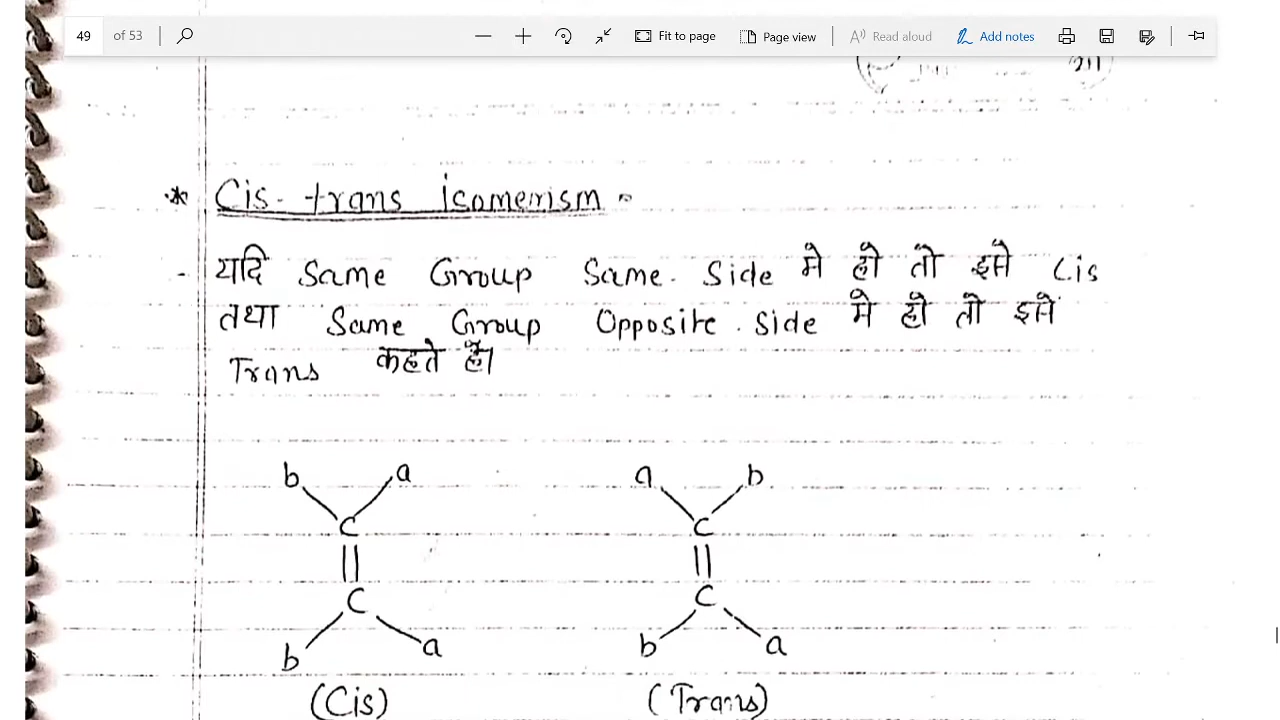 49 of 53 Fit to page Page view Read aloud Add notes
* Cis - trans isomerism -
- यदि Same Group Same. Side मे हो तो इसे Cis
तथा Same Group Opposite . Side मे हो तो इसे
Trans कहते हैं।
b a a b
C C
C C
b a b a
(Cis) (Trans)